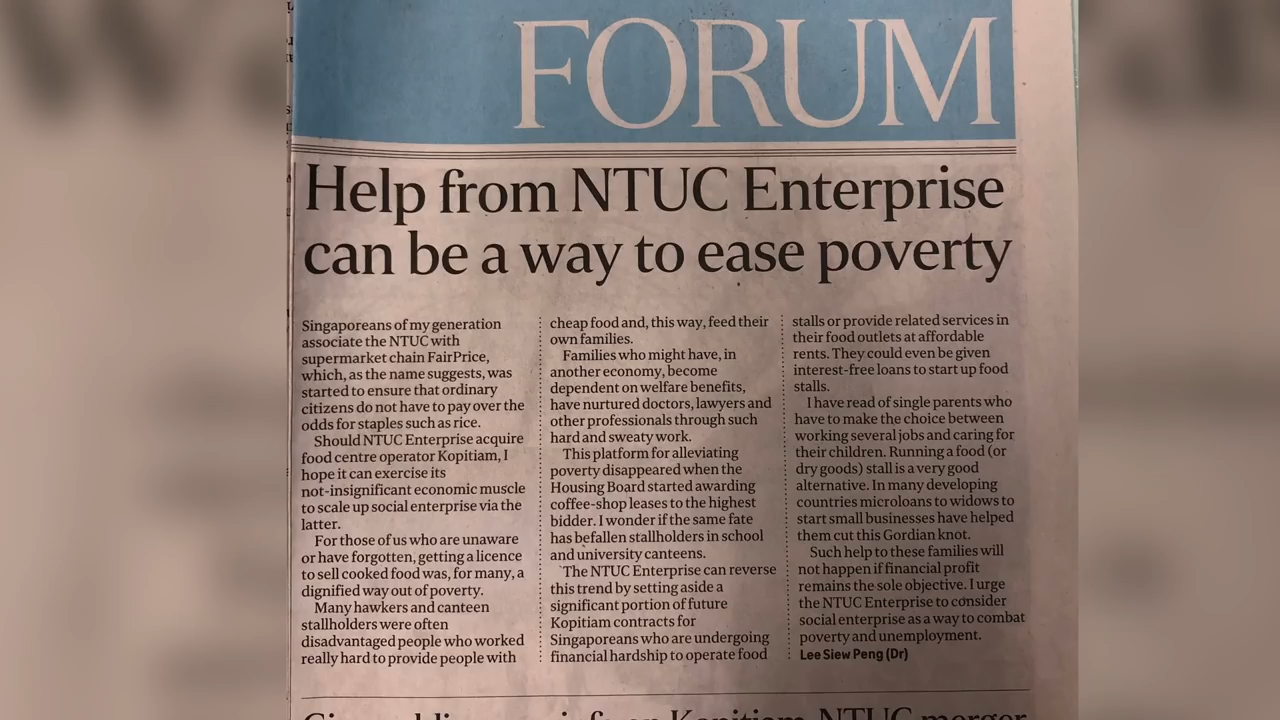 FORUM
Help from NTUC Enterprise
can be a way to ease poverty
Singaporeans of my generation
associate the NTUC with
supermarket chain FairPrice,
which, as the name suggests, was
started to ensure that ordinary
citizens do not have to pay over the
odds for staples such as rice.
Should NTUC Enterprise acquire
food centre operator Kopitiam, I
hope it can exercise its
not-insignificant economic muscle
to scale up social enterprise via the
latter.
For those of us who are unaware
or have forgotten, getting a licence
to sell cooked food was, for many, a
dignified way out of poverty.
Many hawkers and canteen
stallholders were often
disadvantaged people who worked
really hard to provide people with
cheap food and, this way, feed their
own families.
Families who might have, in
another economy, become
dependent on welfare benefits,
have nurtured doctors, lawyers and
other professionals through such
hard and sweaty work.
This platform for alleviating
poverty disappeared when the
Housing Board started awarding
coffee-shop leases to the highest
bidder. I wonder if the same fate
has befallen stallholders in school
and university canteens.
The NTUC Enterprise can reverse
this trend by setting aside a
significant portion of future
Kopitiam contracts for
Singaporeans who are undergoing
financial hardship to operate food
stalls or provide related services in
their food outlets at affordable
rents. They could even be given
interest-free loans to start up food
stalls.
I have read of single parents who
have to make the choice between
working several jobs and caring for
their children. Running a food (or
dry goods) stall is a very good
alternative. In many developing
countries microloans to widows to
start small businesses have helped
them cut this Gordian knot.
Such help to these families will
not happen if financial profit
remains the sole objective. I urge
the NTUC Enterprise to consider
social enterprise as a way to combat
poverty and unemployment.
Lee Siew Peng (Dr)
Kopitiam-NTUC merger